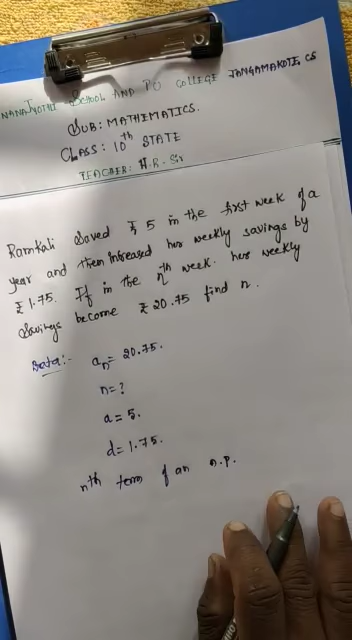 NANAJYOTHI SCHOOL AND PU COLLEGE JANGAMAKOTE, CS
SUB: MATHEMATICS.
CLASS: 10th STATE
TEACHER: H.R. Sir
Ramkali Saved ₹ 5 in the first week of a
year and then increased her weekly savings by
₹ 1.75. If in the nth week. her weekly
Savings become ₹ 20.75 find n.
Data:- an = 20.75.
n = ?
a = 5.
d = 1.75.
nth term of an A.P.